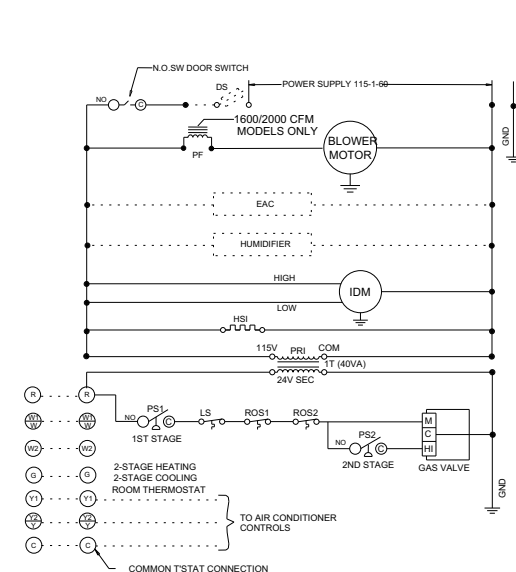 N.O.SW DOOR SWITCH
DS
POWER SUPPLY 115-1-60
NO
C
1600/2000 CFM
MODELS ONLY
PF
BLOWER
MOTOR
GND
EAC
HUMIDIFIER
HIGH
IDM
LOW
HSI
115V PRI COM
1T (40VA)
24V SEC
R R
NO PS1 C LS ROS1 ROS2
1ST STAGE
M
C
HI
NO PS2 C
2ND STAGE
GAS VALVE
W1 W1
W W
W2 W2
G G
2-STAGE HEATING
2-STAGE COOLING
ROOM THERMOSTAT
Y1 Y1
Y2 Y2
Y Y
TO AIR CONDITIONER
CONTROLS
GND
C C
COMMON T'STAT CONNECTION